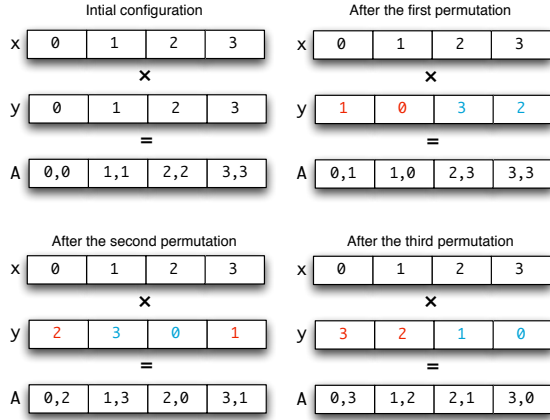 Intial configuration
x 0 1 2 3
×
y 0 1 2 3
=
A 0,0 1,1 2,2 3,3
After the first permutation
x 0 1 2 3
×
y 1 0 3 2
=
A 0,1 1,0 2,3 3,3
After the second permutation
x 0 1 2 3
×
y 2 3 0 1
=
A 0,2 1,3 2,0 3,1
After the third permutation
x 0 1 2 3
×
y 3 2 1 0
=
A 0,3 1,2 2,1 3,0